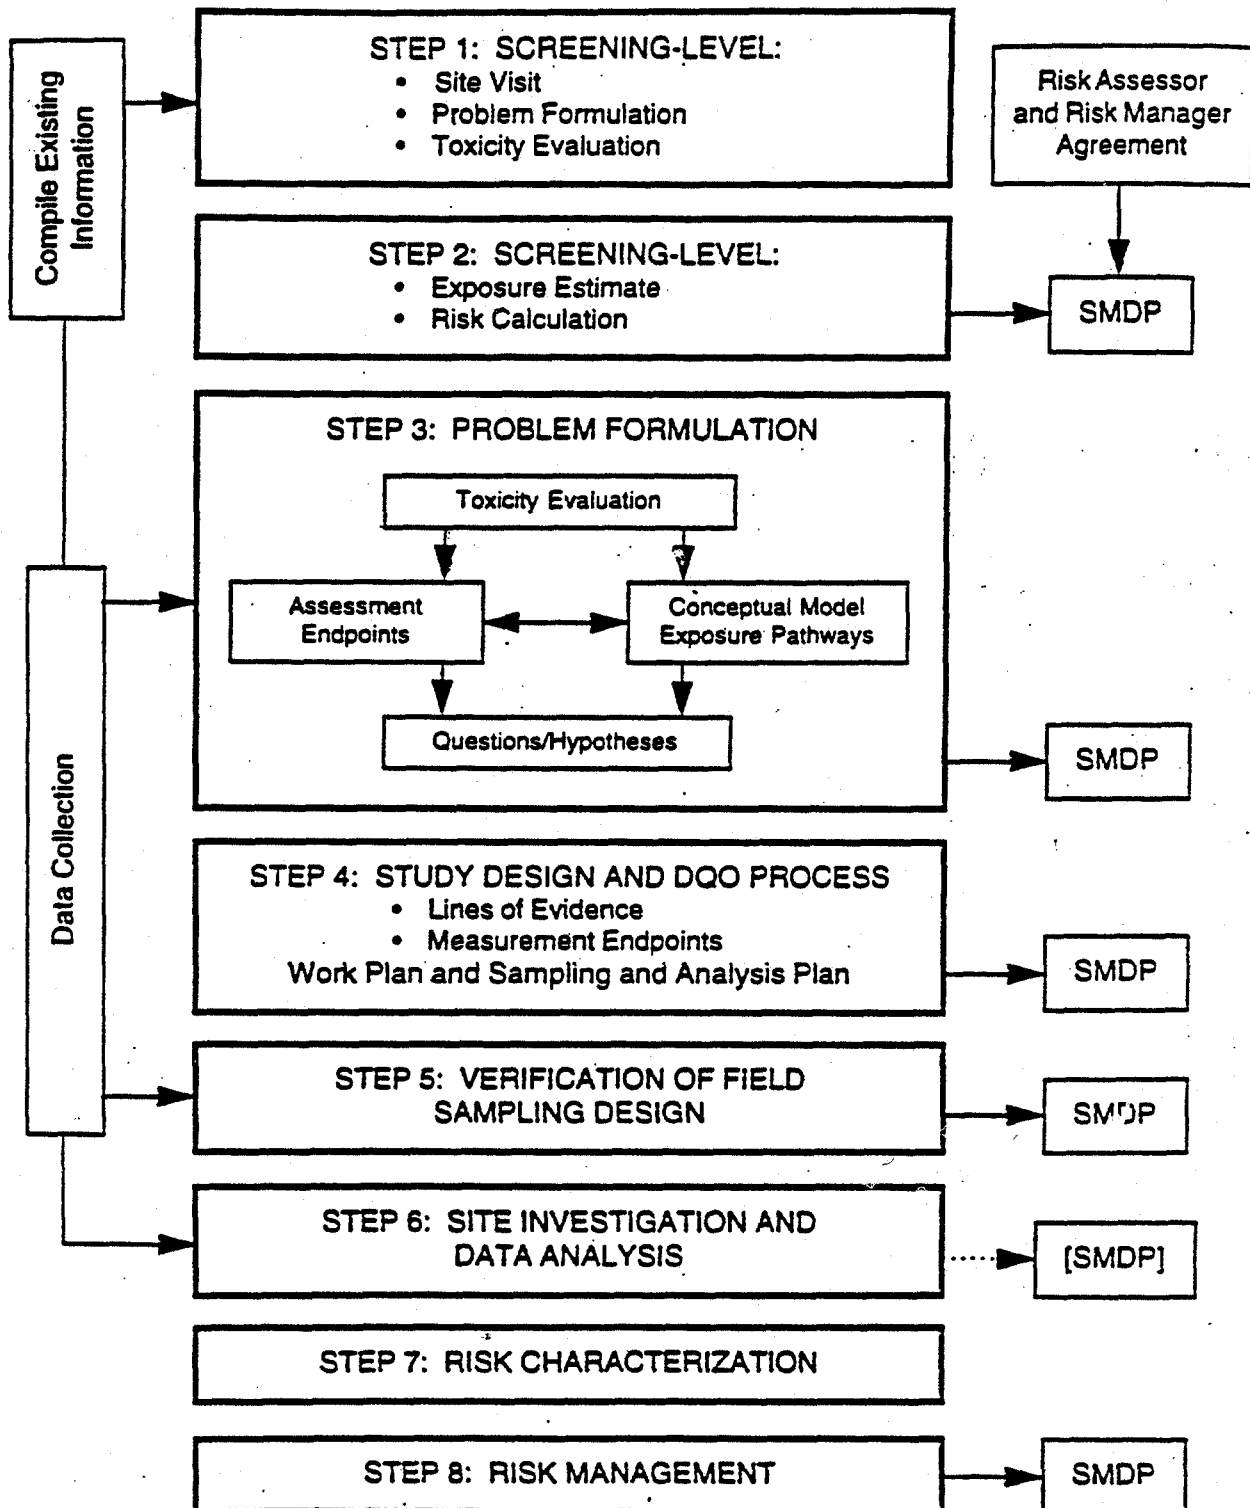 Compile Existing
Information
STEP 1: SCREENING-LEVEL:
• Site Visit
• Problem Formulation
• Toxicity Evaluation
Risk Assessor
and Risk Manager
Agreement
STEP 2: SCREENING-LEVEL:
• Exposure Estimate
• Risk Calculation
SMDP
Data Collection
STEP 3: PROBLEM FORMULATION
Toxicity Evaluation
Assessment
Endpoints
Conceptual Model
Exposure Pathways
Questions/Hypotheses
SMDP
STEP 4: STUDY DESIGN AND DQO PROCESS
• Lines of Evidence
• Measurement Endpoints
Work Plan and Sampling and Analysis Plan
SMDP
STEP 5: VERIFICATION OF FIELD
SAMPLING DESIGN
SMDP
STEP 6: SITE INVESTIGATION AND
DATA ANALYSIS
[SMDP]
STEP 7: RISK CHARACTERIZATION
STEP 8: RISK MANAGEMENT
SMDP